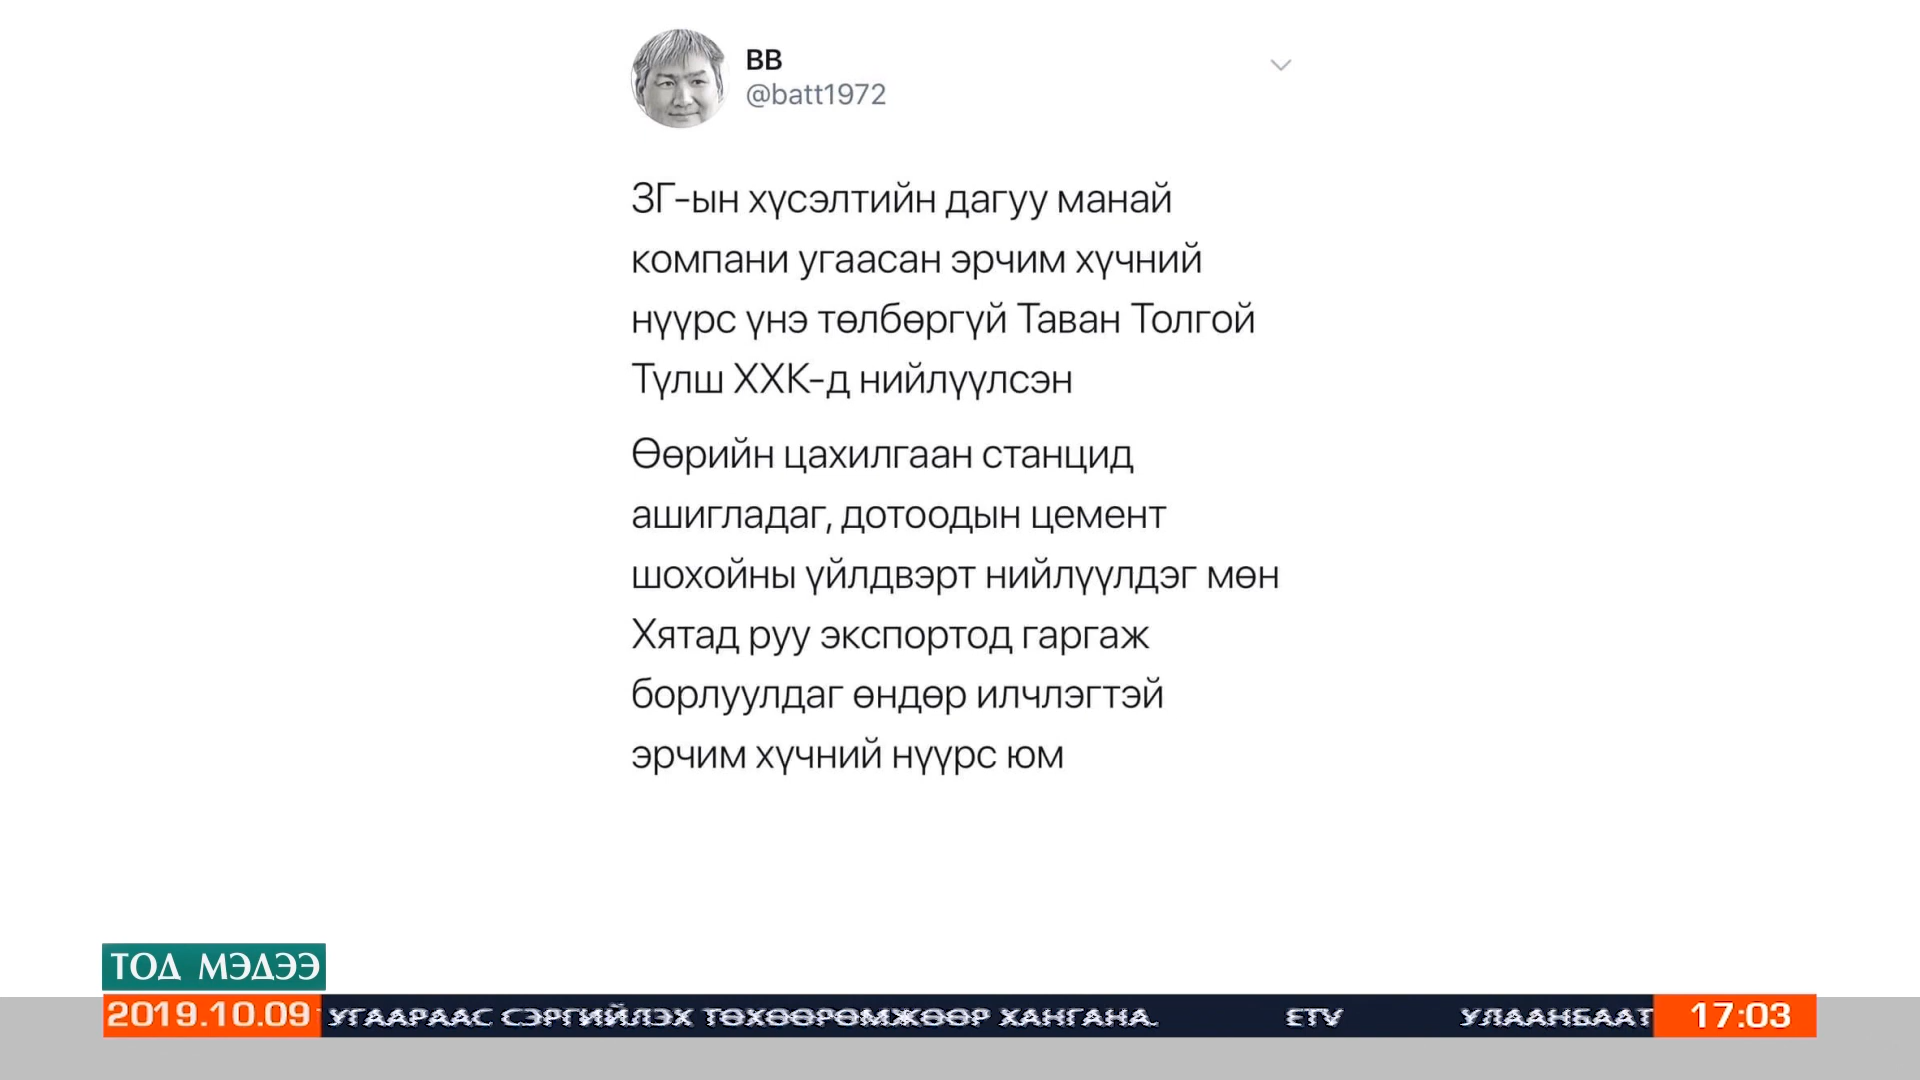 BB
@batt1972
ЗГ-ын хүсэлтийн дагуу манай
компани угаасан эрчим хүчний
нүүрс үнэ төлбөргүй Таван Толгой
Түлш ХХК-д нийлүүлсэн
Өөрийн цахилгаан станцид
ашигладаг, дотоодын цемент
шохойны үйлдвэрт нийлүүлдэг мөн
Хятад руу экспортод гаргаж
борлуулдаг өндөр илчлэгтэй
эрчим хүчний нүүрс юм
ТОД МЭДЭЭ
2019.10.09 УГААРААС СЭРГИЙЛЭХ ТӨХӨӨРӨМЖӨӨР ХАНГАНА. ETV УЛААНБААТ 17:03